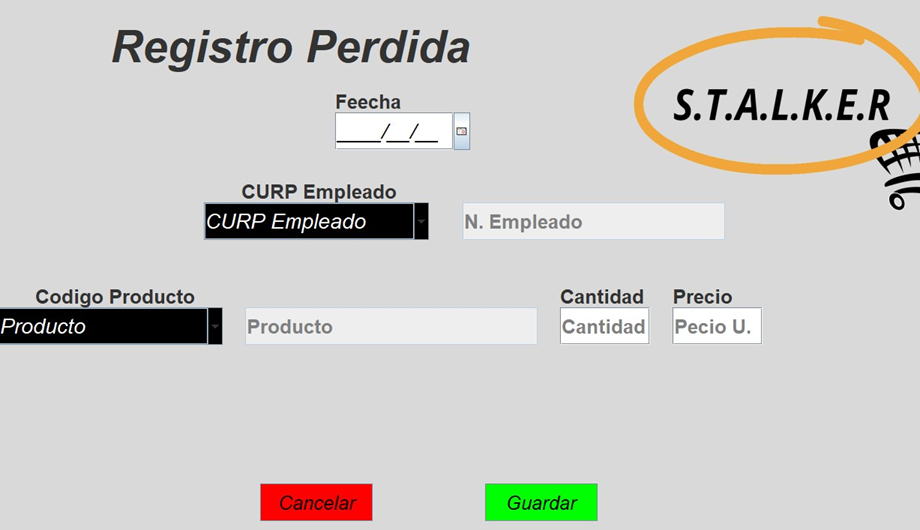 Registro Perdida
S.T.A.L.K.E.R
Feecha
____/__/__
CURP Empleado
CURP Empleado
N. Empleado
Codigo Producto
Cantidad
Precio
Producto
Producto
Cantidad
Pecio U.
Cancelar
Guardar